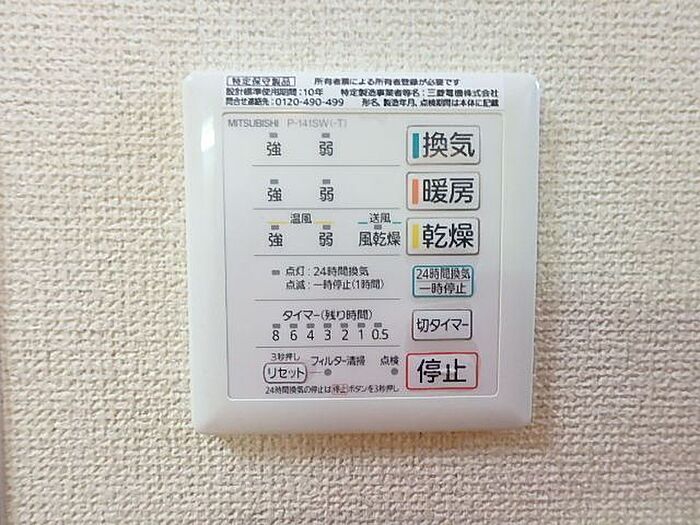 特定保守製品 所有者票による所有者登録が必要です
設計標準使用期間:10年 特定製造事業者等名:三菱電機株式会社
問合せ連絡先:0120-490-499 形名、製造年月、点検期間は本体に記載
MITSUBISHI P-141SW(-T)
強 弱 換気
強 弱 暖房
温風 送風
強 弱 風乾燥 乾燥
点灯:24時間換気
点滅:一時停止(1時間)
24時間換気
一時停止
タイマー(残り時間)
8 6 4 3 2 1 0.5
切タイマー
3秒押し
リセット フィルター清掃 点検
停止
24時間換気の停止は停止ボタンを3秒押し